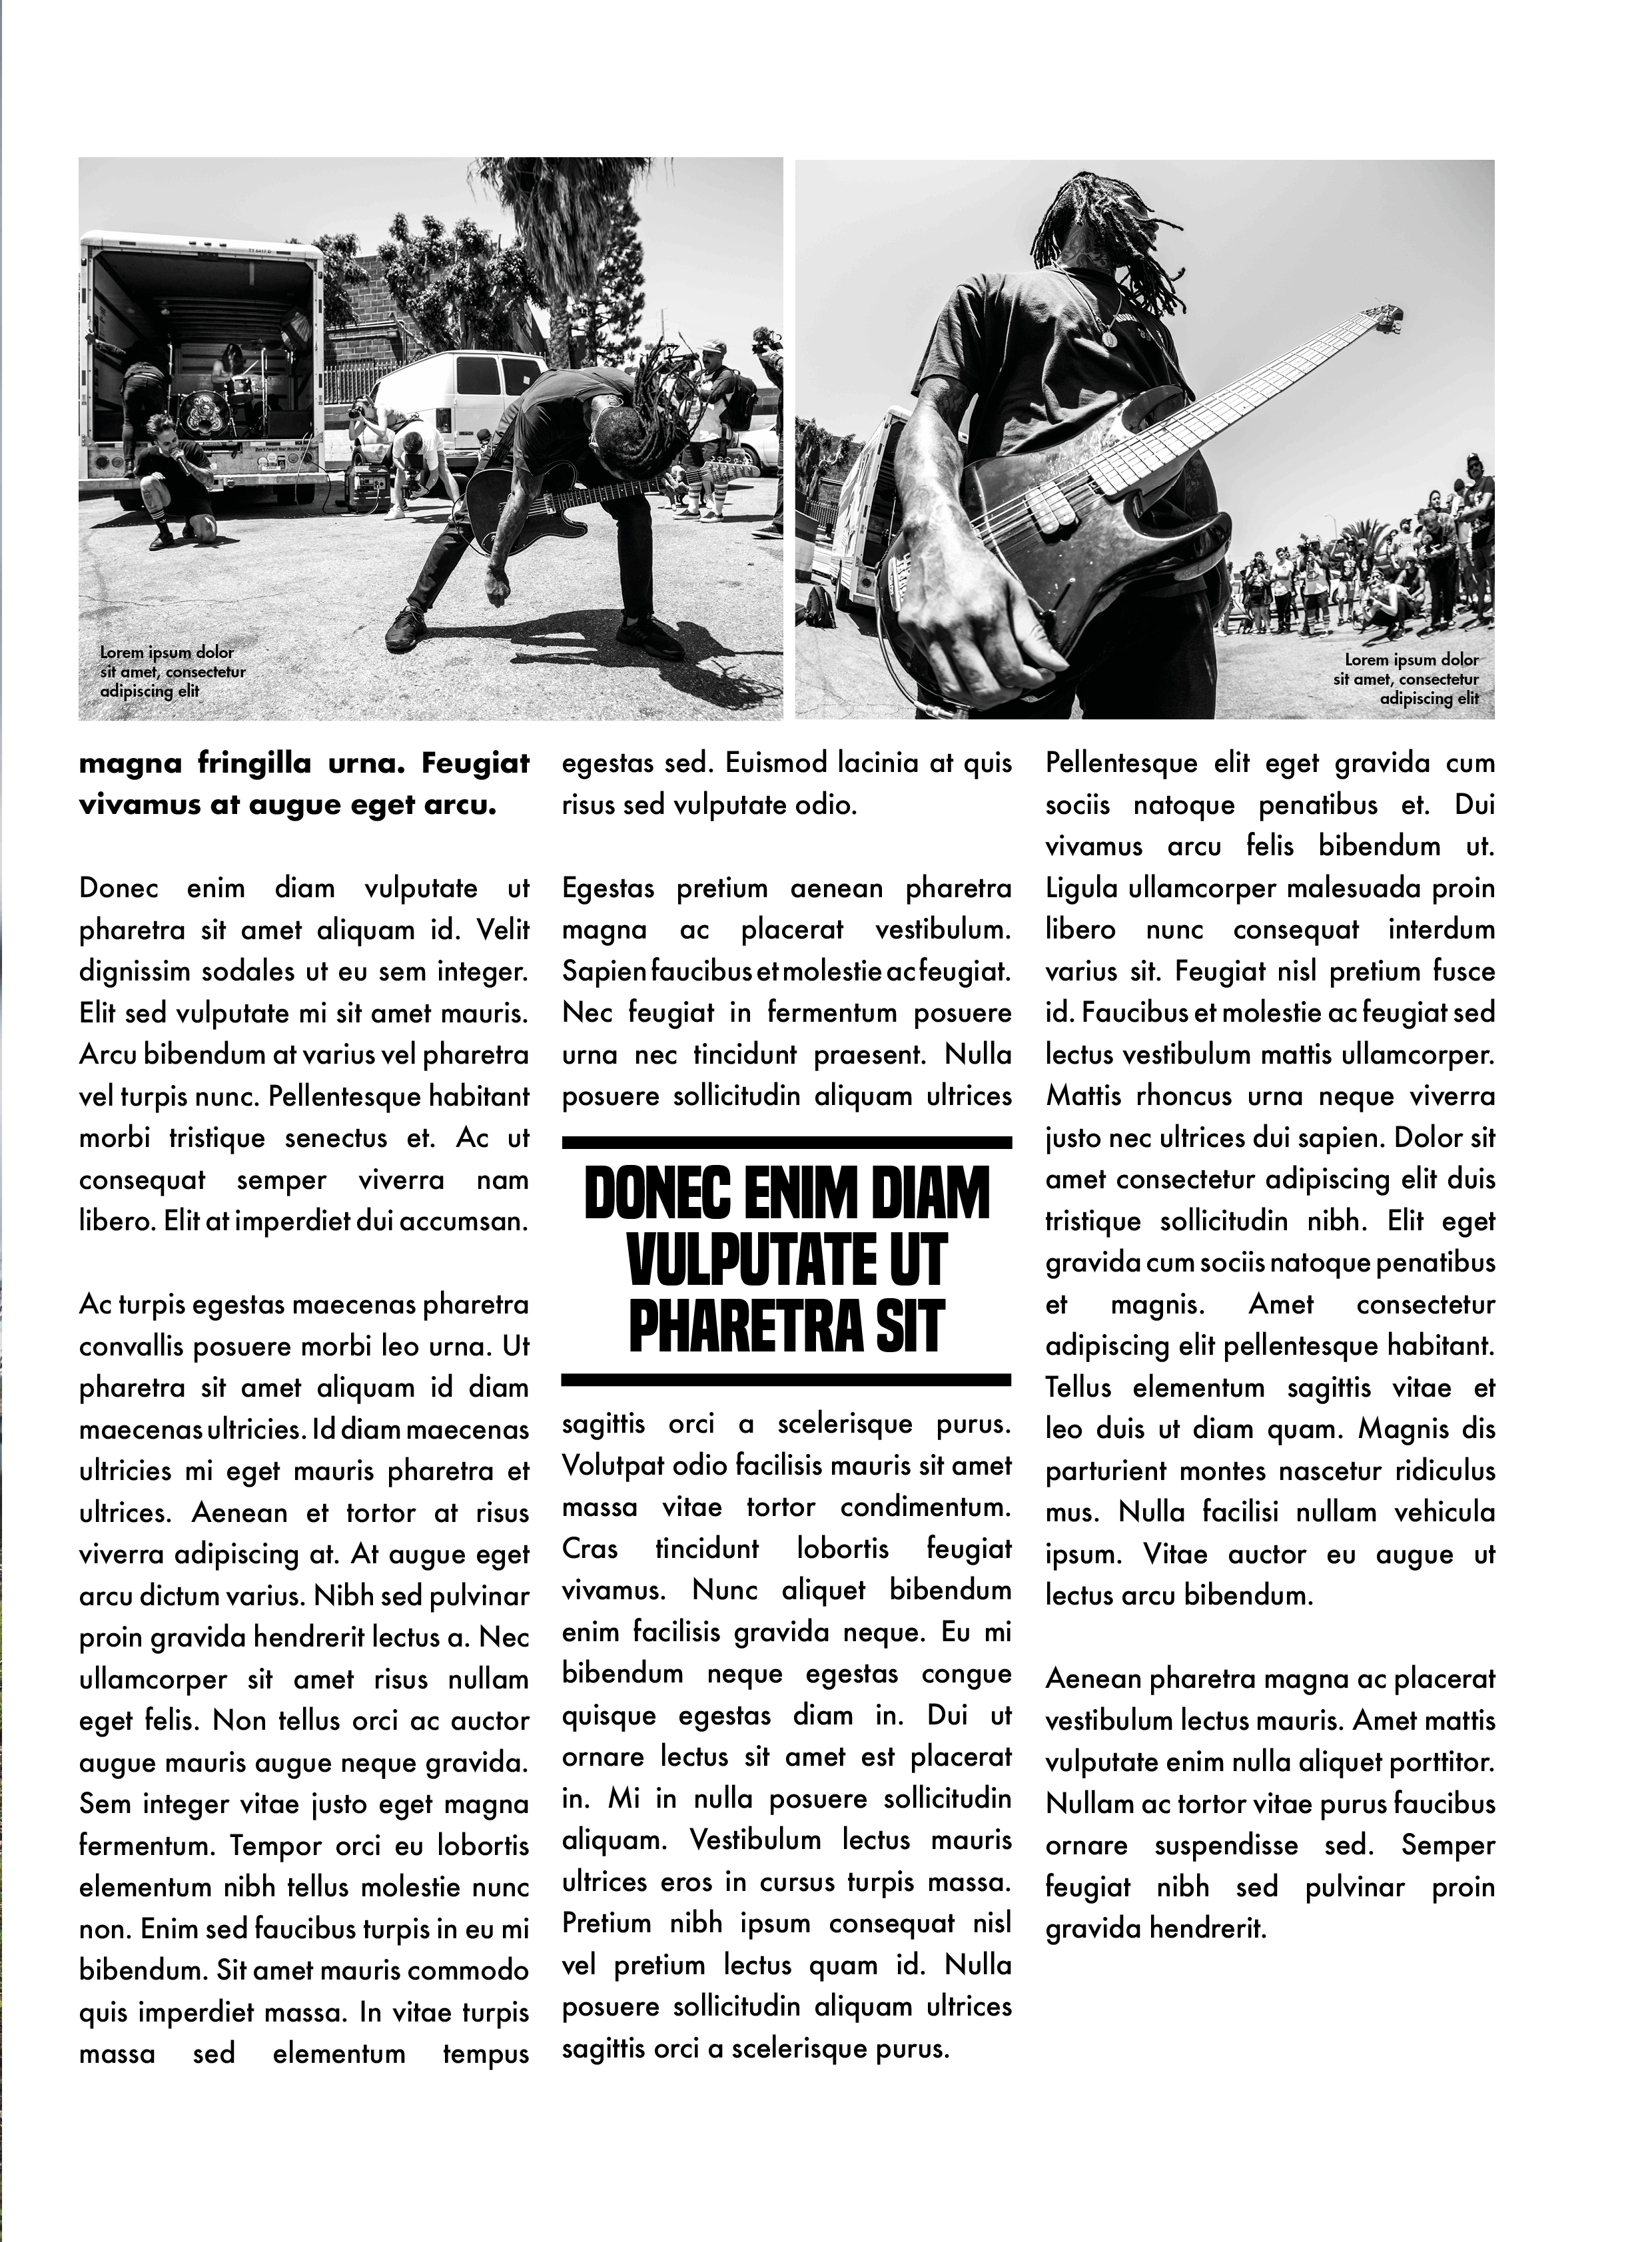 Lorem ipsum dolor
sit amet, consectetur
adipiscing elit
Lorem ipsum dolor
sit amet, consectetur
adipiscing elit
magna fringilla urna. Feugiat
vivamus at augue eget arcu.
Donec enim diam vulputate ut
pharetra sit amet aliquam id. Velit
dignissim sodales ut eu sem integer.
Elit sed vulputate mi sit amet mauris.
Arcu bibendum at varius vel pharetra
vel turpis nunc. Pellentesque habitant
morbi tristique senectus et. Ac ut
consequat semper viverra nam
libero. Elit at imperdiet dui accumsan.
Ac turpis egestas maecenas pharetra
convallis posuere morbi leo urna. Ut
pharetra sit amet aliquam id diam
maecenas ultricies. Id diam maecenas
ultricies mi eget mauris pharetra et
ultrices. Aenean et tortor at risus
viverra adipiscing at. At augue eget
arcu dictum varius. Nibh sed pulvinar
proin gravida hendrerit lectus a. Nec
ullamcorper sit amet risus nullam
eget felis. Non tellus orci ac auctor
augue mauris augue neque gravida.
Sem integer vitae justo eget magna
fermentum. Tempor orci eu lobortis
elementum nibh tellus molestie nunc
non. Enim sed faucibus turpis in eu mi
bibendum. Sit amet mauris commodo
quis imperdiet massa. In vitae turpis
massa sed elementum tempus
egestas sed. Euismod lacinia at quis
risus sed vulputate odio.
Egestas pretium aenean pharetra
magna ac placerat vestibulum.
Sapien faucibus et molestie ac feugiat.
Nec feugiat in fermentum posuere
urna nec tincidunt praesent. Nulla
posuere sollicitudin aliquam ultrices
DONEC ENIM DIAM
VULPUTATE UT
PHARETRA SIT
sagittis orci a scelerisque purus.
Volutpat odio facilisis mauris sit amet
massa vitae tortor condimentum.
Cras tincidunt lobortis feugiat
vivamus. Nunc aliquet bibendum
enim facilisis gravida neque. Eu mi
bibendum neque egestas congue
quisque egestas diam in. Dui ut
ornare lectus sit amet est placerat
in. Mi in nulla posuere sollicitudin
aliquam. Vestibulum lectus mauris
ultrices eros in cursus turpis massa.
Pretium nibh ipsum consequat nisl
vel pretium lectus quam id. Nulla
posuere sollicitudin aliquam ultrices
sagittis orci a scelerisque purus.
Pellentesque elit eget gravida cum
sociis natoque penatibus et. Dui
vivamus arcu felis bibendum ut.
Ligula ullamcorper malesuada proin
libero nunc consequat interdum
varius sit. Feugiat nisl pretium fusce
id. Faucibus et molestie ac feugiat sed
lectus vestibulum mattis ullamcorper.
Mattis rhoncus urna neque viverra
justo nec ultrices dui sapien. Dolor sit
amet consectetur adipiscing elit duis
tristique sollicitudin nibh. Elit eget
gravida cum sociis natoque penatibus
et magnis. Amet consectetur
adipiscing elit pellentesque habitant.
Tellus elementum sagittis vitae et
leo duis ut diam quam. Magnis dis
parturient montes nascetur ridiculus
mus. Nulla facilisi nullam vehicula
ipsum. Vitae auctor eu augue ut
lectus arcu bibendum.
Aenean pharetra magna ac placerat
vestibulum lectus mauris. Amet mattis
vulputate enim nulla aliquet porttitor.
Nullam ac tortor vitae purus faucibus
ornare suspendisse sed. Semper
feugiat nibh sed pulvinar proin
gravida hendrerit.